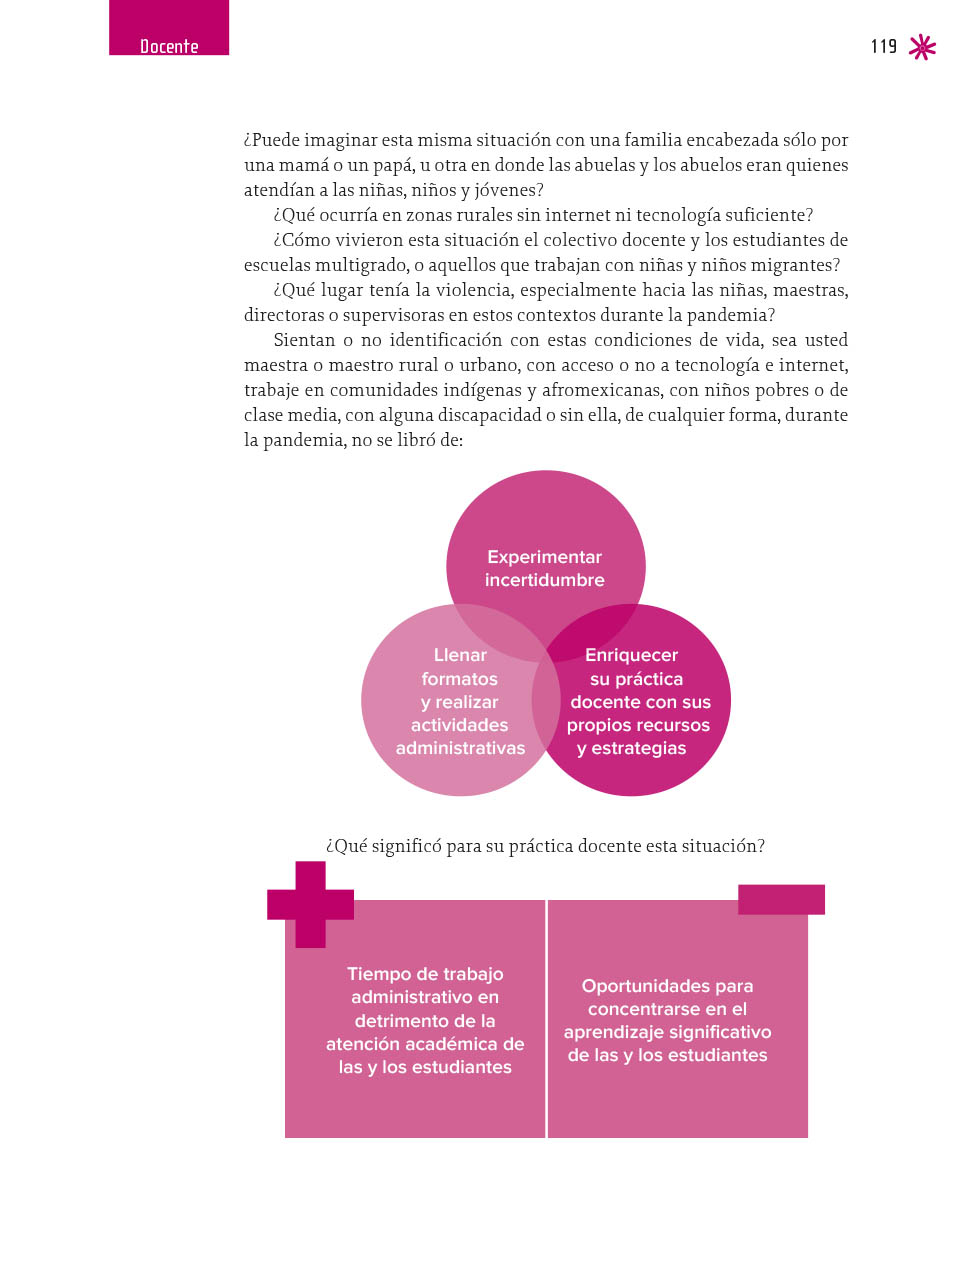 Docente
119
¿Puede imaginar esta misma situación con una familia encabezada sólo por
una mamá o un papá, u otra en donde las abuelas y los abuelos eran quienes
atendían a las niñas, niños y jóvenes?
¿Qué ocurría en zonas rurales sin internet ni tecnología suficiente?
¿Cómo vivieron esta situación el colectivo docente y los estudiantes de
escuelas multigrado, o aquellos que trabajan con niñas y niños migrantes?
¿Qué lugar tenía la violencia, especialmente hacia las niñas, maestras,
directoras o supervisoras en estos contextos durante la pandemia?
Sientan o no identificación con estas condiciones de vida, sea usted
maestra o maestro rural o urbano, con acceso o no a tecnología e internet,
trabaje en comunidades indígenas y afromexicanas, con niños pobres o de
clase media, con alguna discapacidad o sin ella, de cualquier forma, durante
la pandemia, no se libró de:
Experimentar
incertidumbre
Llenar
formatos
y realizar
actividades
administrativas
Enriquecer
su práctica
docente con sus
propios recursos
y estrategias
¿Qué significó para su práctica docente esta situación?
Tiempo de trabajo
administrativo en
detrimento de la
atención académica de
las y los estudiantes
Oportunidades para
concentrarse en el
aprendizaje significativo
de las y los estudiantes